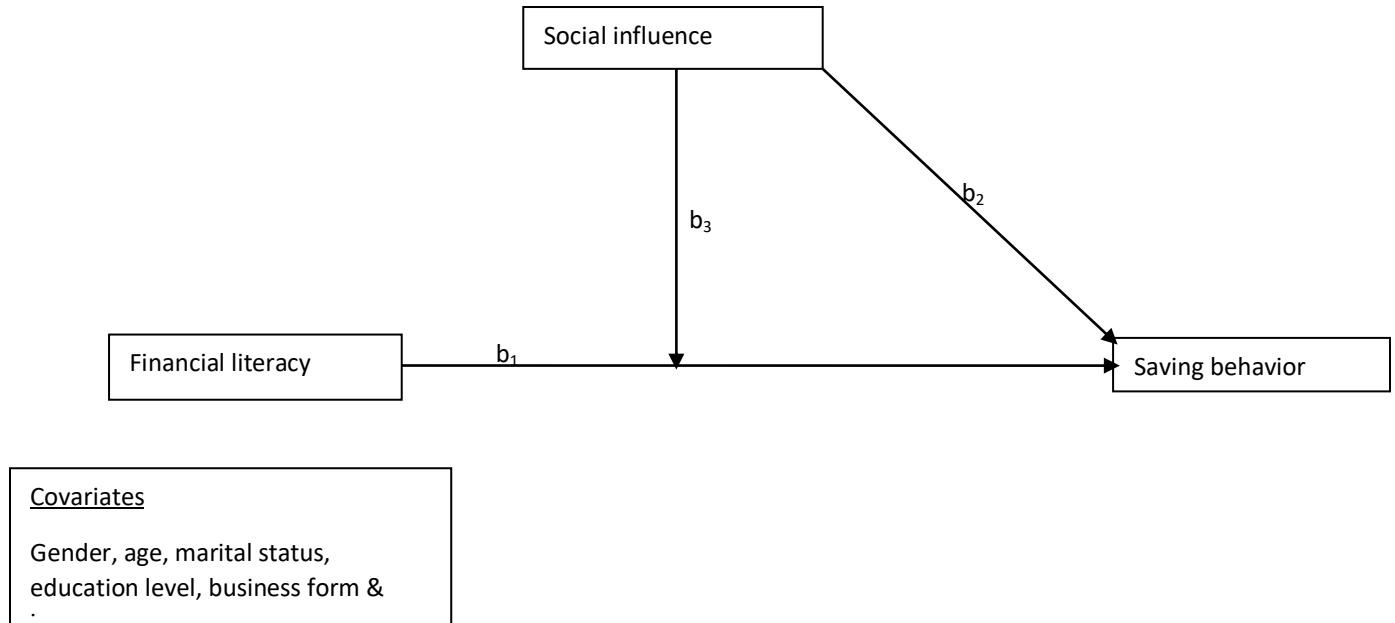 Social influence
b₂
b₃
b₁
Financial literacy
Saving behavior
Covariates
Gender, age, marital status,
education level, business form &